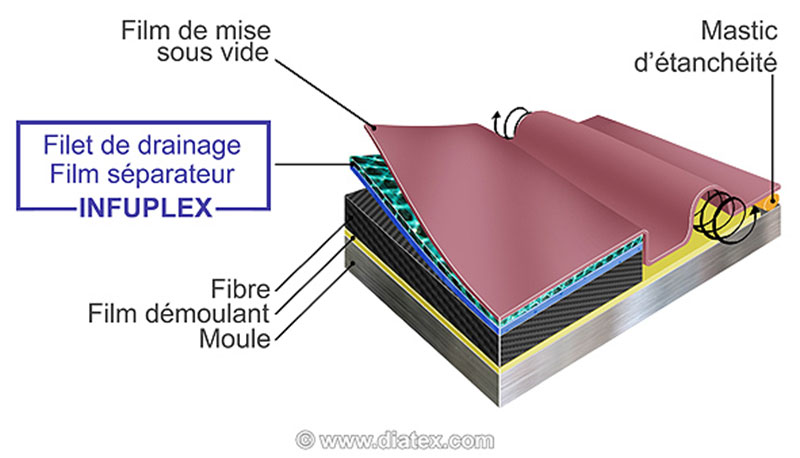 Film de mise
sous vide
Mastic
d'étanchéité
Filet de drainage
Film séparateur
INFUPLEX
Fibre
Film démoulant
Moule
© www.diatex.com